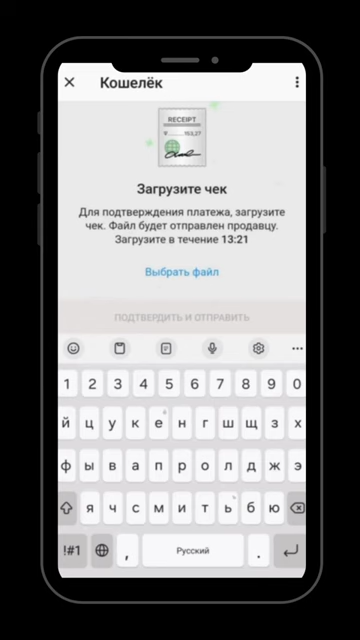 Кошелёк
RECEIPT
Загрузите чек
Для подтверждения платежа, загрузите
чек. Файл будет отправлен продавцу.
Загрузите в течение 13:21
Выбрать файл
ПОДТВЕРДИТЬ И ОТПРАВИТЬ
1 2 3 4 5 6 7 8 9 0
й ц у к е н г ш щ з х
ф ы в а п р о л д ж э
я ч с м и т ь б ю
!#1 , Русский .